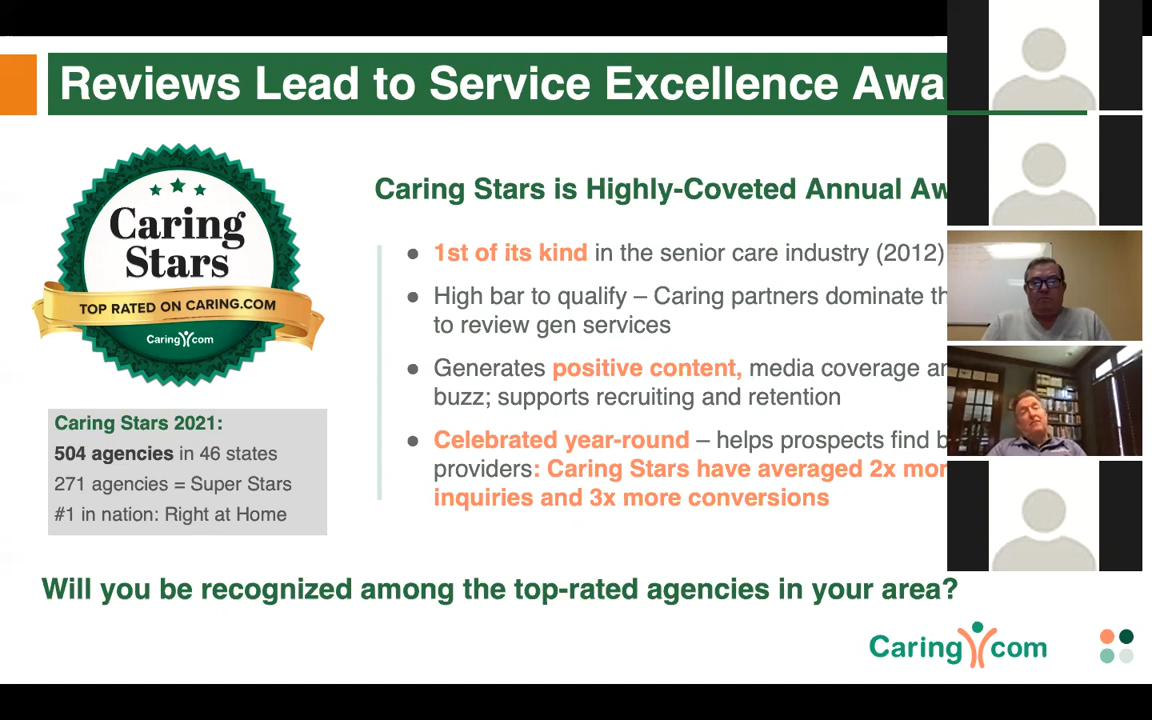 Reviews Lead to Service Excellence Awa
Caring
Stars
TOP RATED ON CARING.COM
Caring com
Caring Stars is Highly-Coveted Annual Aw
● 1st of its kind in the senior care industry (2012)
● High bar to qualify – Caring partners dominate th
to review gen services
● Generates positive content, media coverage an
buzz; supports recruiting and retention
● Celebrated year-round – helps prospects find b
providers: Caring Stars have averaged 2x mor
inquiries and 3x more conversions
Caring Stars 2021:
504 agencies in 46 states
271 agencies = Super Stars
#1 in nation: Right at Home
Will you be recognized among the top-rated agencies in your area?
Caring com